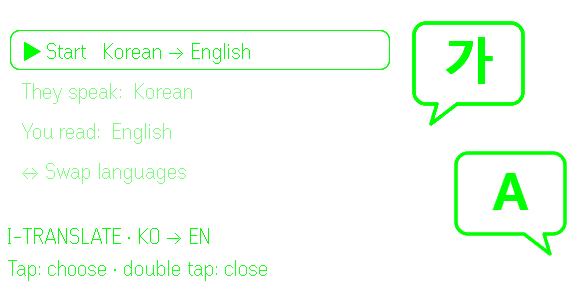 ▶ Start Korean → English
They speak: Korean
You read: English
↔ Swap languages
I-TRANSLATE · KO → EN
Tap: choose · double tap: close
가
A